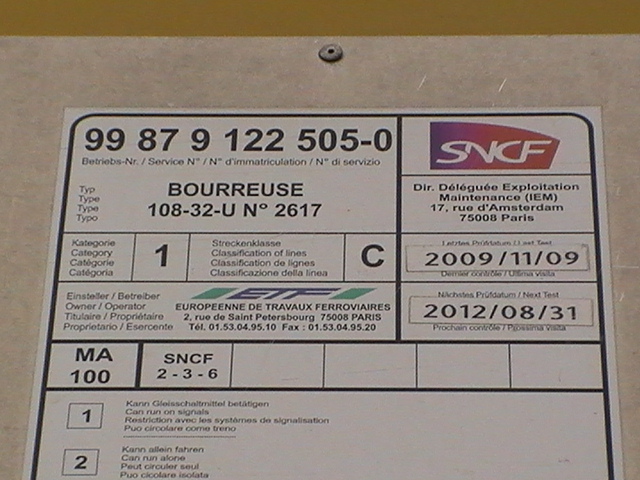 99 87 9 122 505-0
Betriebs-Nr. / Service N° / N° d'immatriculation / N° di servizio
Typ
Type
Type
Typo
BOURREUSE
108-32-U N° 2617
SNCF
Dir. Déléguée Exploitation
Maintenance (IEM)
17, rue d'Amsterdam
75008 Paris
Kategorie
Category
Catégorie
Catégoria
1
Streckenklasse
Classification of lines
Classification de lignes
Classificazione della linea
C
Letztes Prüfdatum / Last Test
2009/11/09
Dernier contrôle / Ultima visita
Einsteller / Betreiber
Owner / Operator
Titulaire / Propriétaire
Proprietario / Esercente
ETF
EUROPEENNE DE TRAVAUX FERROVIAIRES
2, rue de Saint Petersbourg 75008 PARIS
Tél. 01.53.04.95.10 Fax : 01.53.04.95.20
Nächstes Prüfdatum / Next Test
2012/08/31
Prochain contrôle / Prossima visita
MA
100
SNCF
2 - 3 - 6
1
Kann Gleisschaltmittel betätigen
Can run on signals
Restriction avec les systèmes de signalisation
Puo circolare come treno
2
Kann allein fahren
Can run alone
Peut circuler seul
Puo cicolare isolata